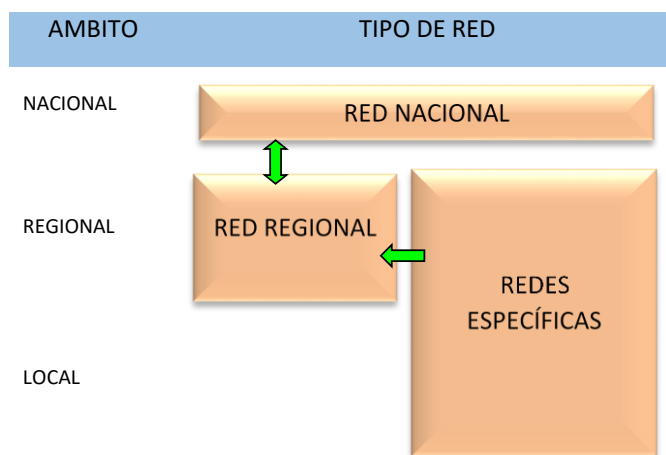 AMBITO TIPO DE RED
NACIONAL
RED NACIONAL
REGIONAL
RED REGIONAL
REDES
ESPECÍFICAS
LOCAL